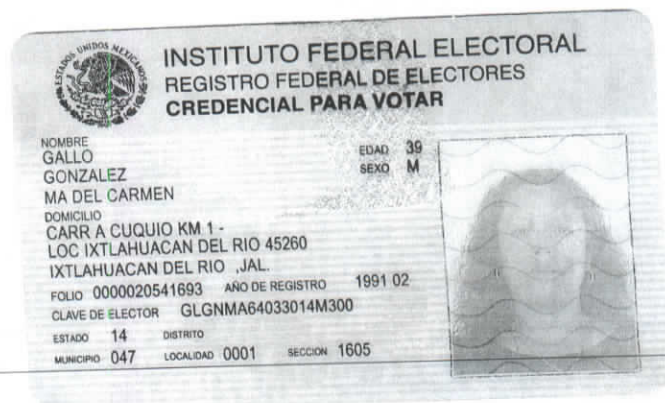 ESTADOS UNIDOS MEXICANOS
INSTITUTO FEDERAL ELECTORAL
REGISTRO FEDERAL DE ELECTORES
CREDENCIAL PARA VOTAR
NOMBRE
GALLO
GONZALEZ
MA DEL CARMEN
EDAD 39
SEXO M
DOMICILIO
CARR A CUQUIO KM 1 -
LOC IXTLAHUACAN DEL RIO 45260
IXTLAHUACAN DEL RIO ,JAL.
FOLIO 0000020541693 AÑO DE REGISTRO 1991 02
CLAVE DE ELECTOR GLGNMA64033014M300
ESTADO 14 DISTRITO
MUNICIPIO 047 LOCALIDAD 0001 SECCION 1605